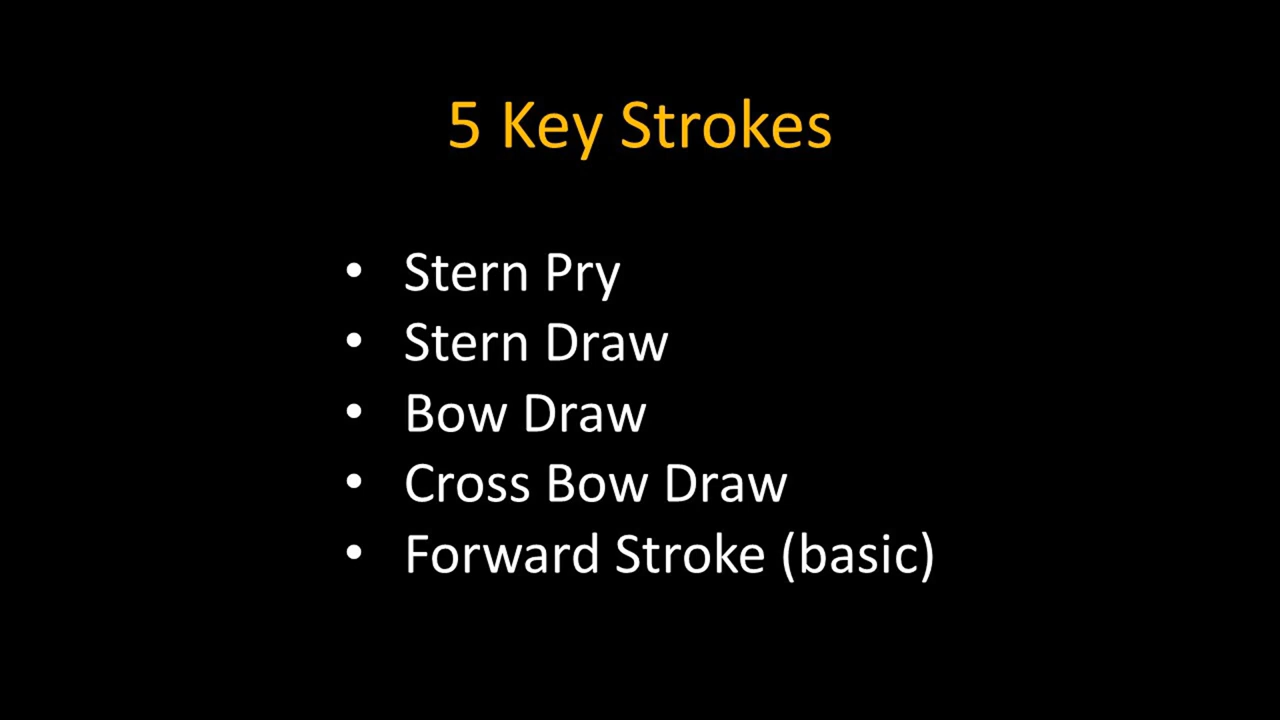 5 Key Strokes
• Stern Pry
• Stern Draw
• Bow Draw
• Cross Bow Draw
• Forward Stroke (basic)